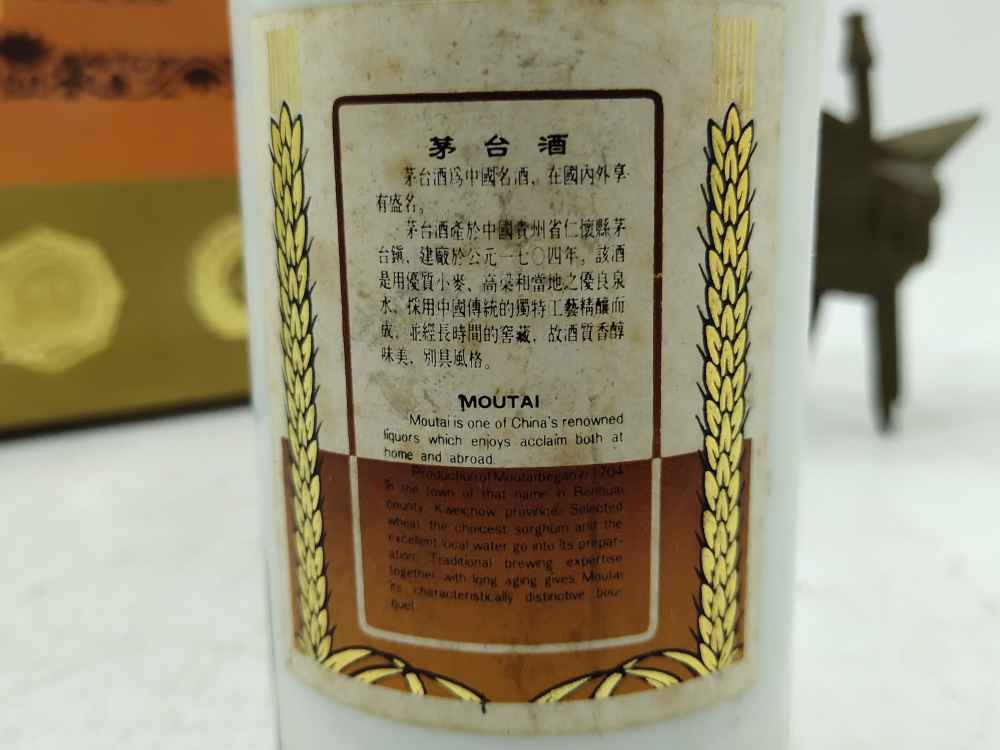 茅台酒
茅台酒爲中國名酒，在國內外享
有盛名。
茅台酒產於中國貴州省仁懷縣茅
台鎭，建廠於公元一七〇四年。該酒
是用優質小麥、高梁和當地之優良泉
水，採用中國傳統的獨特工藝精釀而
成，並經長時間的窖藏，故酒質香醇
味美，別具風格。
MOUTAI
Moutai is one of China's renowned
liquors which enjoys acclaim both at
home and abroad.
Production of Moutai began in 1704
in the town of that name in Renhuai
county Kweichow province. Selected
wheat, the choicest sorghum and the
excellent local water go into its prepar-
ation. Traditional brewing expertise
together with long aging gives Moutai
its characteristically distinctive bou-
quet.